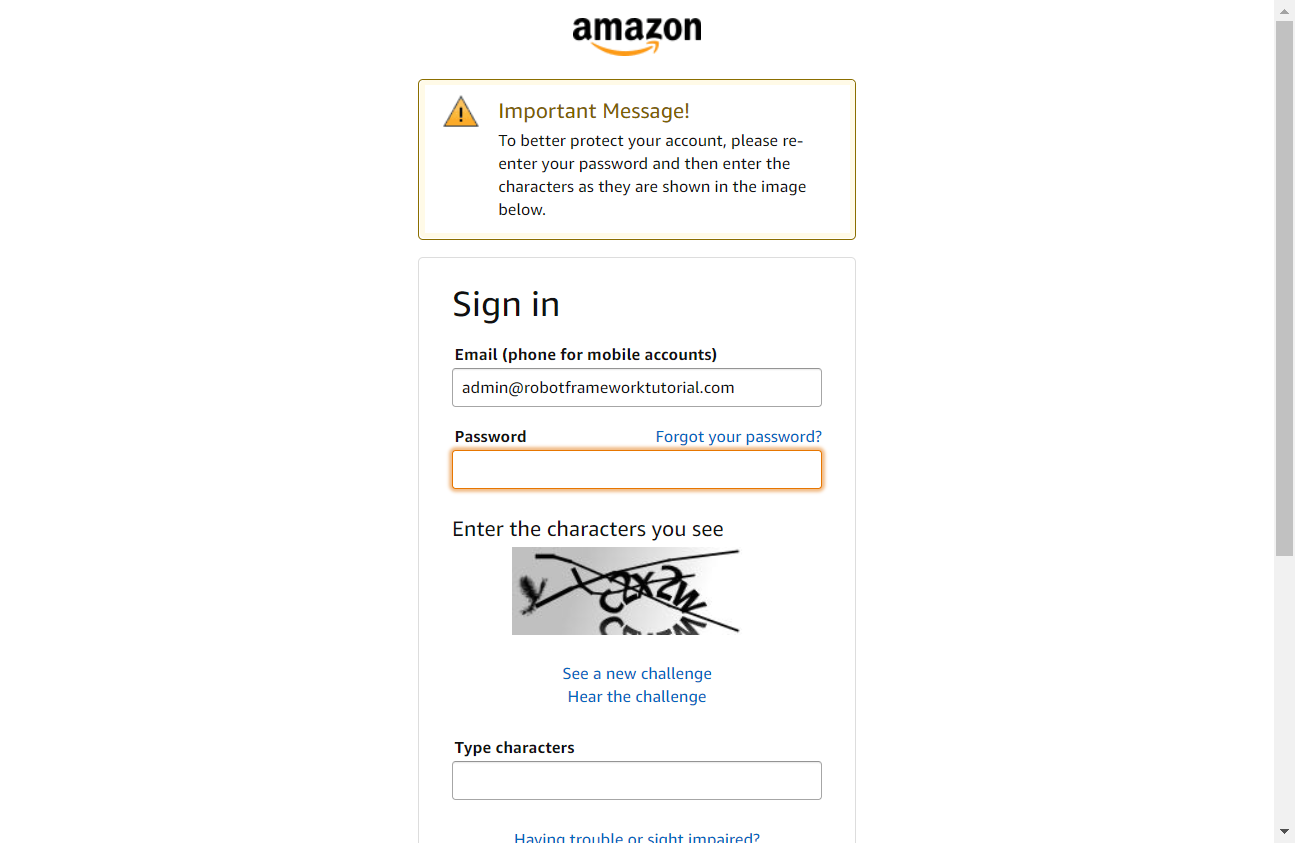 amazon
Important Message!
To better protect your account, please re-
enter your password and then enter the
characters as they are shown in the image
below.
Sign in
Email (phone for mobile accounts)
admin@robotframeworktutorial.com
Password Forgot your password?
Enter the characters you see
See a new challenge
Hear the challenge
Type characters
Having trouble or sight impaired?